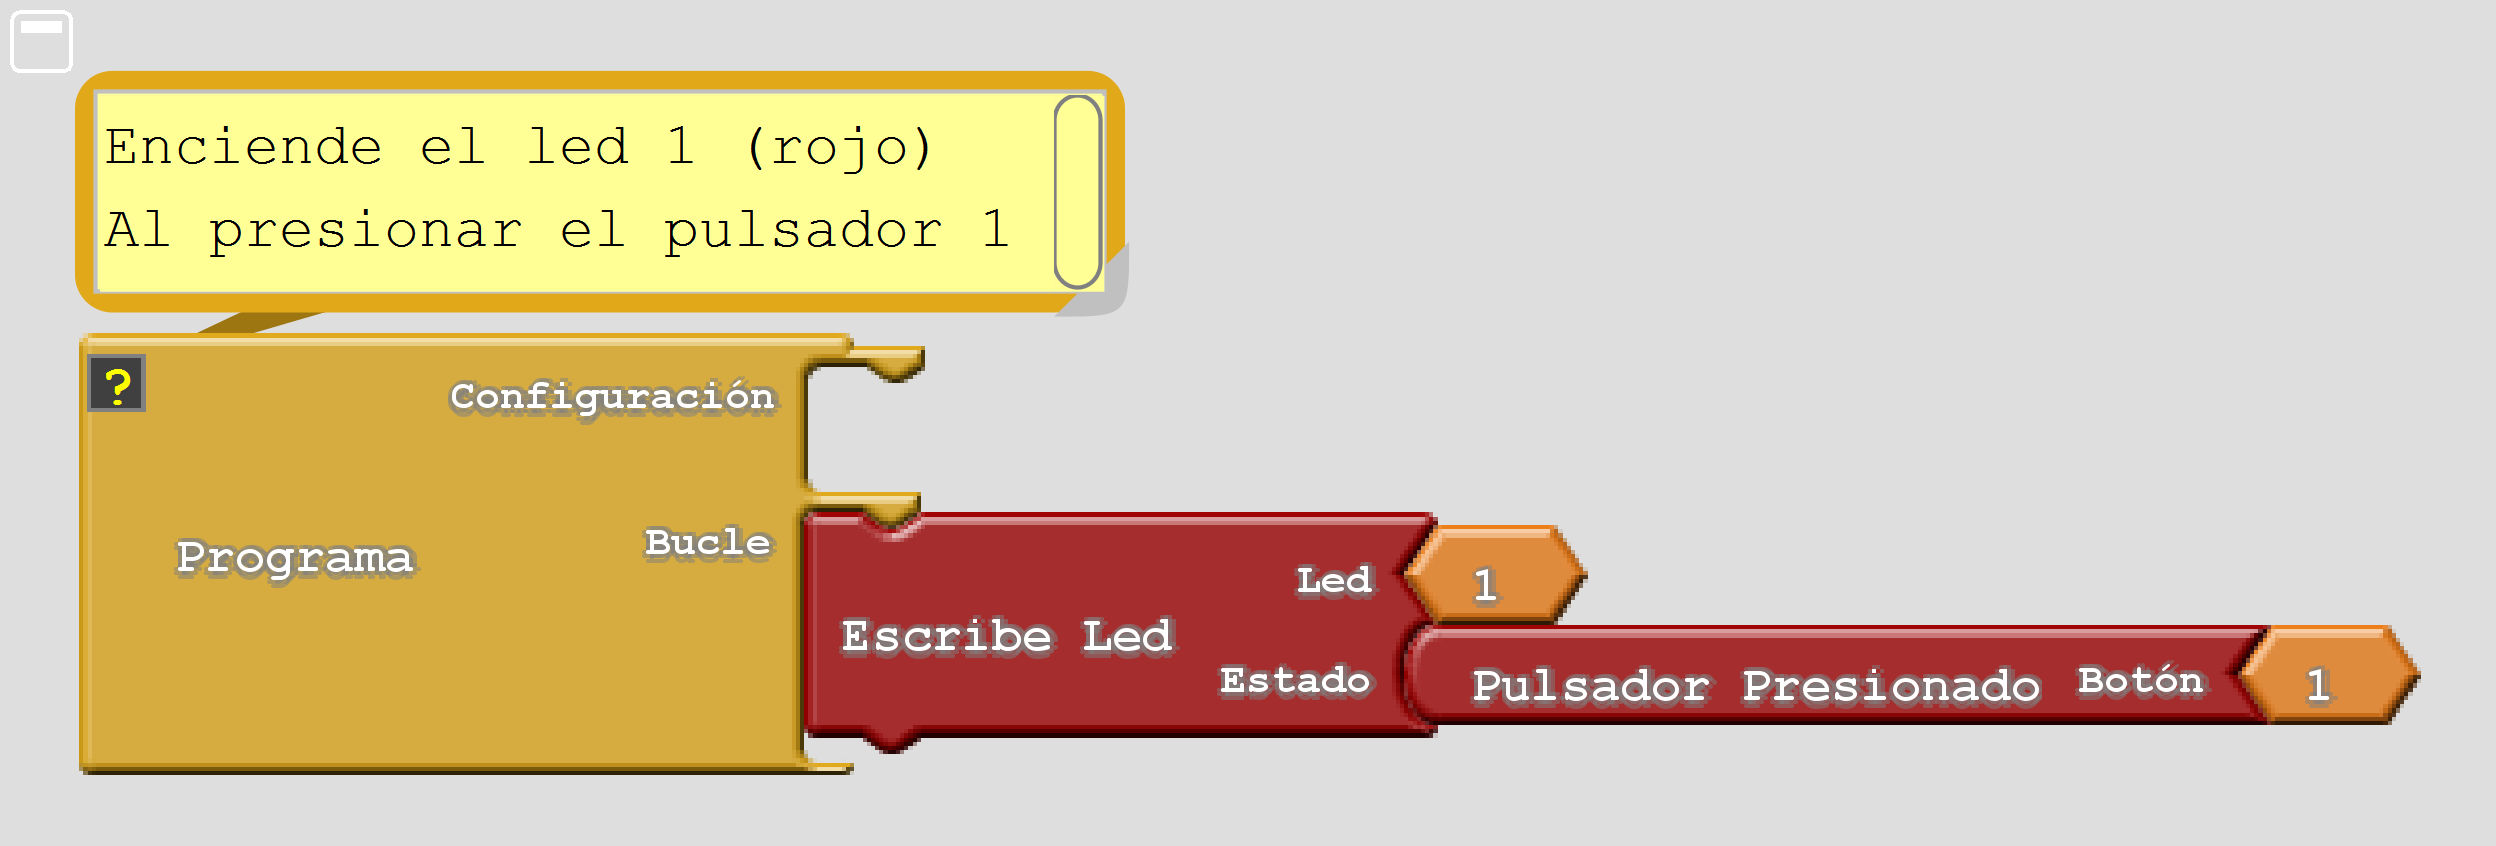 Enciende el led 1 (rojo)
Al presionar el pulsador 1
?
Configuración
Programa
Bucle
Escribe Led
Led
1
Estado
Pulsador Presionado
Botón
1